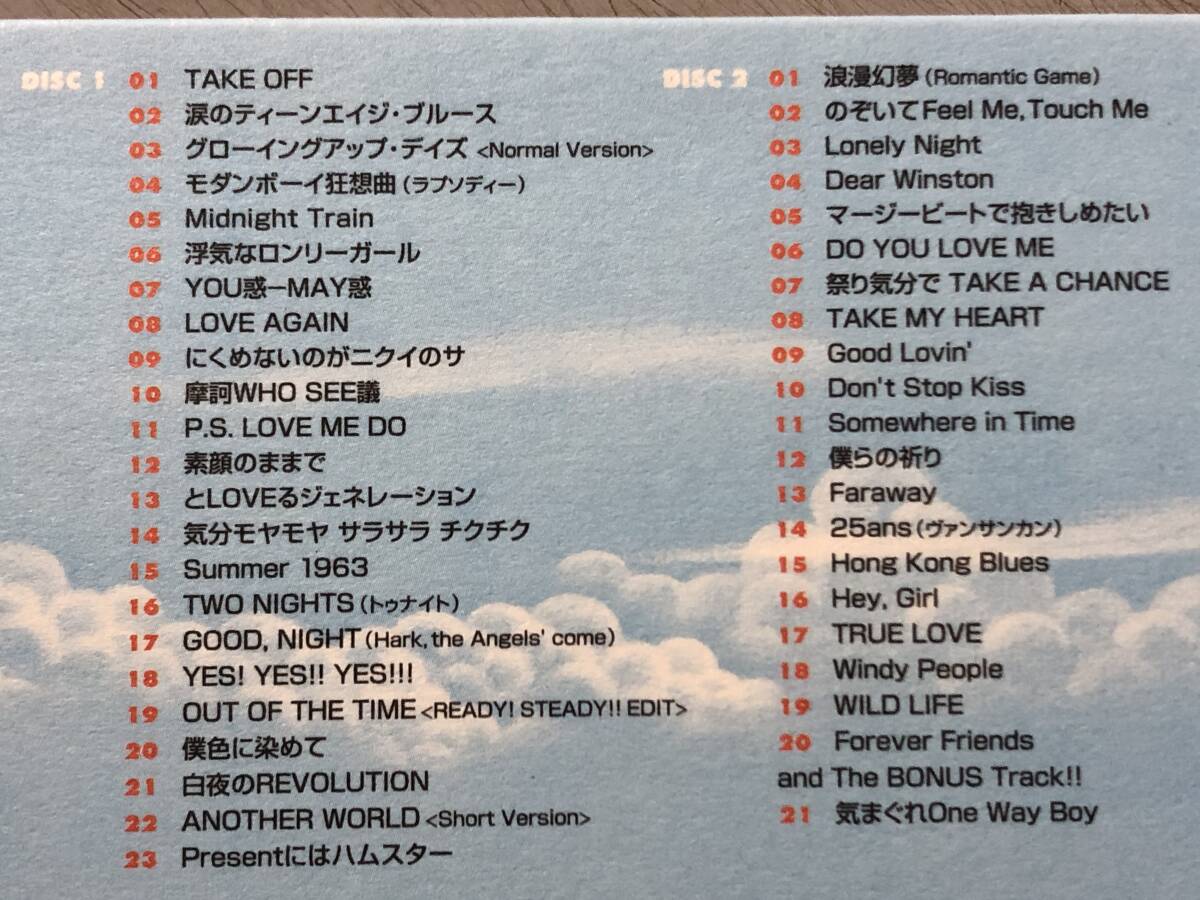 DISC 1 01 TAKE OFF
02 涙のティーンエイジ・ブルース
03 グローイングアップ・デイズ <Normal Version>
04 モダンボーイ狂想曲(ラプソディー)
05 Midnight Train
06 浮気なロンリーガール
07 YOU惑-MAY惑
08 LOVE AGAIN
09 にくめないのがニクイのサ
10 摩訶WHO SEE議
11 P.S. LOVE ME DO
12 素顔のままで
13 とLOVEるジェネレーション
14 気分モヤモヤ サラサラ チクチク
15 Summer 1963
16 TWO NIGHTS(トゥナイト)
17 GOOD, NIGHT(Hark, the Angels' come)
18 YES! YES!! YES!!!
19 OUT OF THE TIME<READY! STEADY!! EDIT>
20 僕色に染めて
21 白夜のREVOLUTION
22 ANOTHER WORLD<Short Version>
23 Presentにはハムスター
DISC 2 01 浪漫幻夢(Romantic Game)
02 のぞいてFeel Me, Touch Me
03 Lonely Night
04 Dear Winston
05 マージービートで抱きしめたい
06 DO YOU LOVE ME
07 祭り気分で TAKE A CHANCE
08 TAKE MY HEART
09 Good Lovin'
10 Don't Stop Kiss
11 Somewhere in Time
12 僕らの祈り
13 Faraway
14 25ans(ヴァンサンカン)
15 Hong Kong Blues
16 Hey, Girl
17 TRUE LOVE
18 Windy People
19 WILD LIFE
20 Forever Friends
and The BONUS Track!!
21 気まぐれOne Way Boy